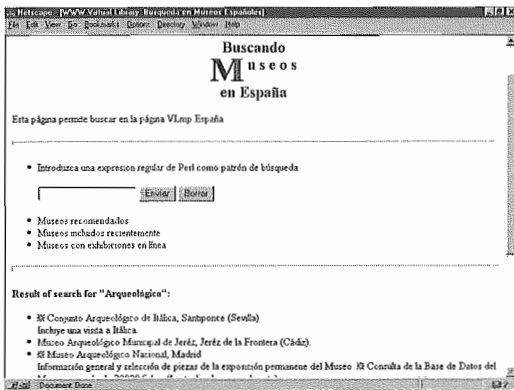 Netscape - [WWW Virtual Library: Busqueda en Museos Españoles]
File Edit View Go Bookmarks Options Directory Window Help
Buscando
Museos
en España
Esta página permite buscar en la página VLmp España
Introduzca una expresion regular de Perl como patrón de búsqueda
Enviar Borrar
Museos recomendados
Museos incluidos recientemente
Museos con exhibiciones en línea
Result of search for "Arqueológico":
Conjunto Arqueológico de Itálica, Santiponce (Sevilla)
Incluye una visita a Itálica.
Museo Arqueológico Municipal de Jeréz, Jeréz de la Frontera (Cádiz).
Museo Arqueológico Nacional, Madrid
Información general y selección de piezas de la exposición permanene del Museo Consulta de la Base de Datos del
Document Done